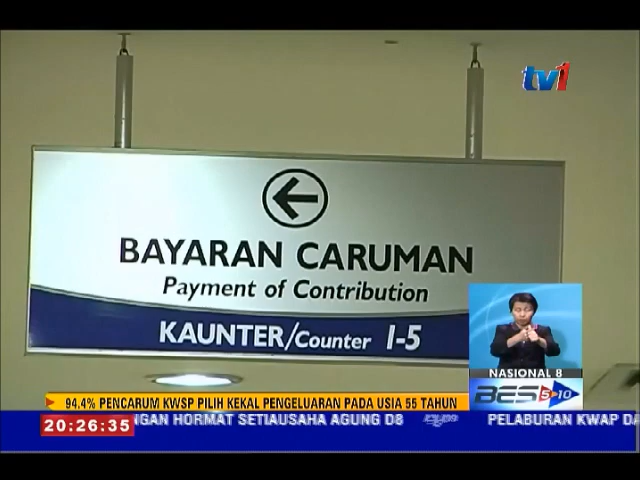 tv1
BAYARAN CARUMAN
Payment of Contribution
KAUNTER/Counter 1-5
NASIONAL 8
BES 5 10
94.4% PENCARUM KWSP PILIH KEKAL PENGELUARAN PADA USIA 55 TAHUN
20:26:35 NGAN HORMAT SETIAUSAHA AGUNG D8 PELABURAN KWAP DA